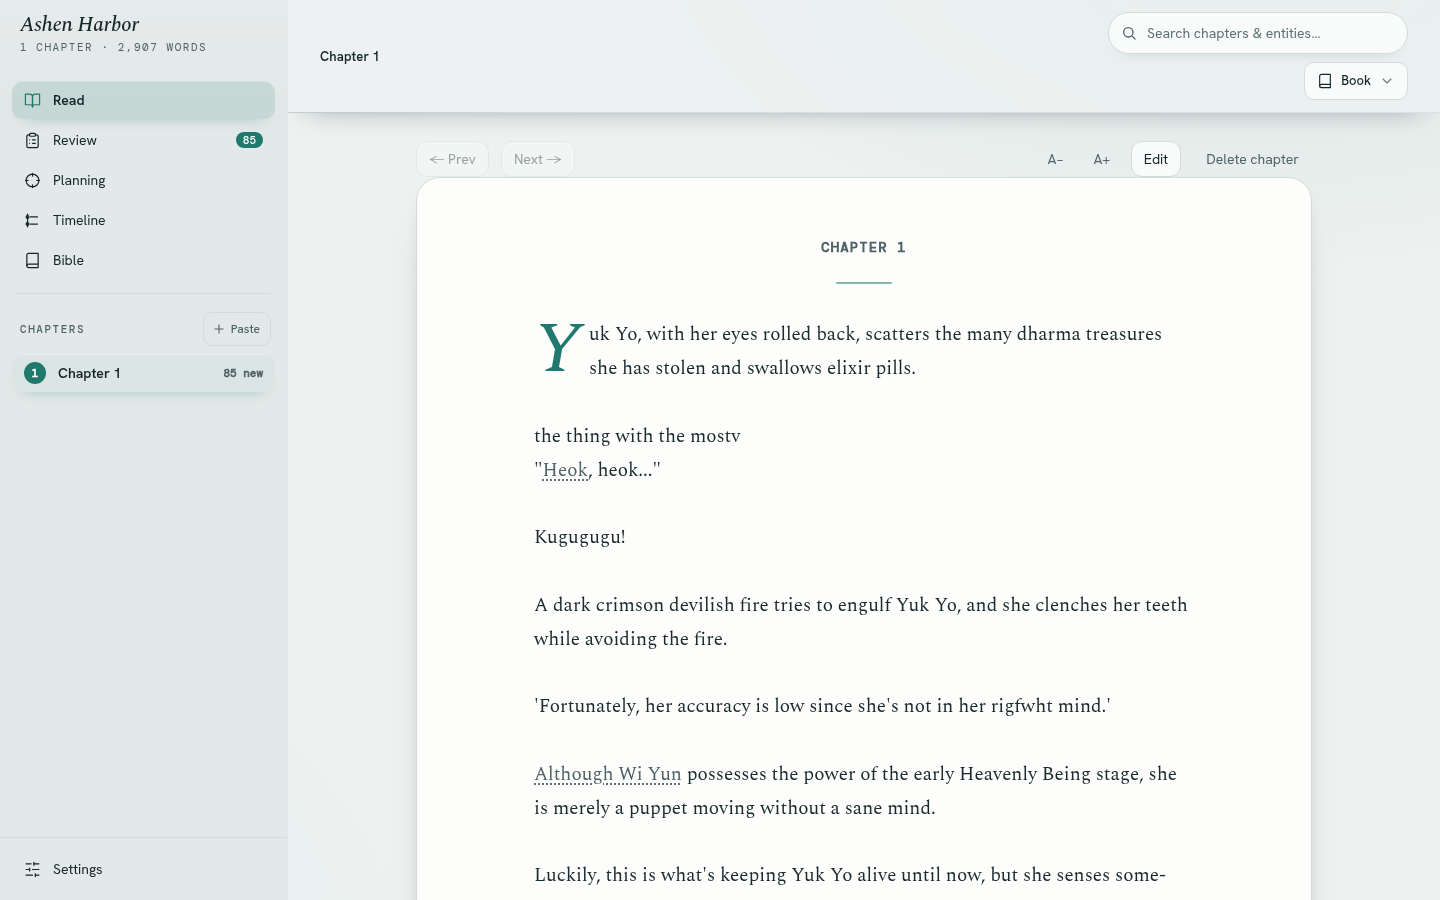 Ashen Harbor
1 CHAPTER · 2,907 WORDS
Read
Review 85
Planning
Timeline
Bible
CHAPTERS
+ Paste
1 Chapter 1 85 new
Settings
Chapter 1
Search chapters & entities...
Book
← Prev
Next →
A−
A+
Edit
Delete chapter
CHAPTER 1
Yuk Yo, with her eyes rolled back, scatters the many dharma treasures
she has stolen and swallows elixir pills.
the thing with the mostv
"Heok, heok..."
Kugugugu!
A dark crimson devilish fire tries to engulf Yuk Yo, and she clenches her teeth
while avoiding the fire.
'Fortunately, her accuracy is low since she's not in her rigfwht mind.'
Although Wi Yun possesses the power of the early Heavenly Being stage, she
is merely a puppet moving without a sane mind.
Luckily, this is what's keeping Yuk Yo alive until now, but she senses some-